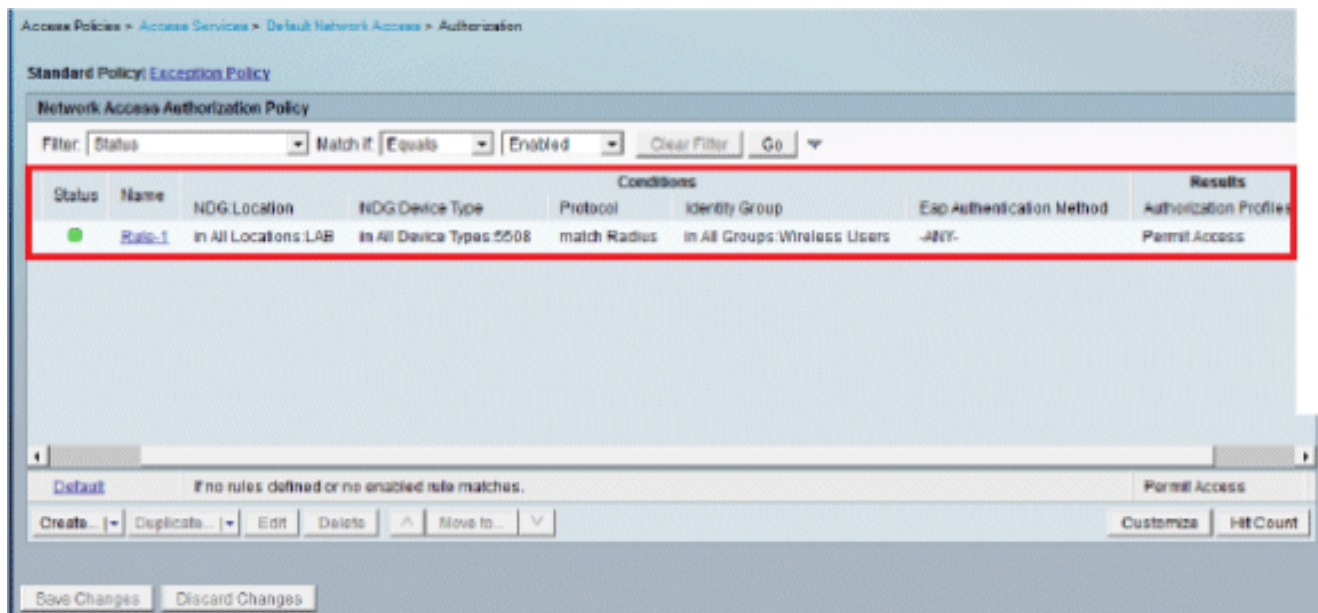 Access Policies > Access Services > Default Network Access > Authorization
Standard Policy| Exception Policy
Network Access Authorization Policy
Filter: Status Match if: Equals Enabled Clear Filter Go
Conditions Results
Status Name NDG:Location NDG:Device Type Protocol Identity Group Eap Authentication Method Authorization Profiles
Rule-1 in All Locations:LAB in All Device Types:5508 match Radius in All Groups:Wireless Users -ANY- Permit Access
Default If no rules defined or no enabled rule matches. Permit Access
Create... Duplicate... Edit Delete Move to... Customize Hit Count
Save Changes Discard Changes